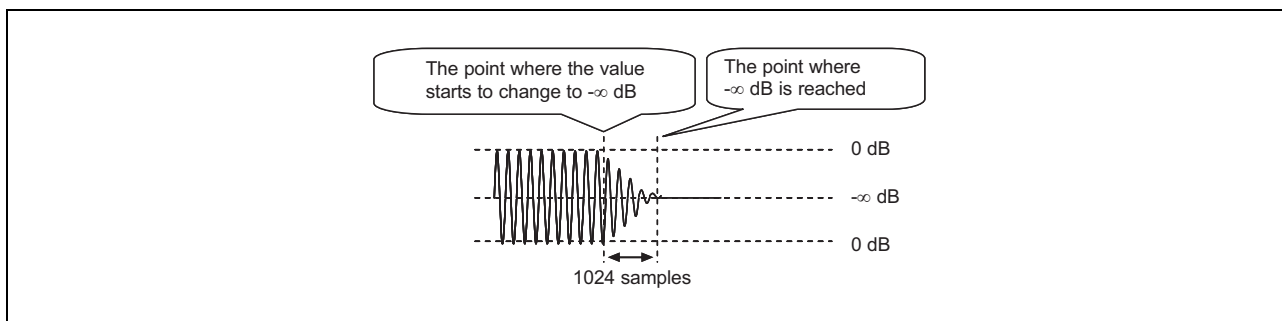 The point where the value
starts to change to -∞ dB
The point where
-∞ dB is reached
0 dB
-∞ dB
0 dB
1024 samples